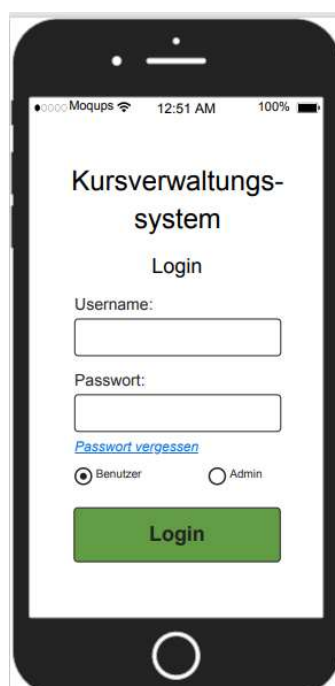 Moqups 12:51 AM 100%
Kursverwaltungs-
system
Login
Username:
Passwort:
Passwort vergessen
Benutzer Admin
Login